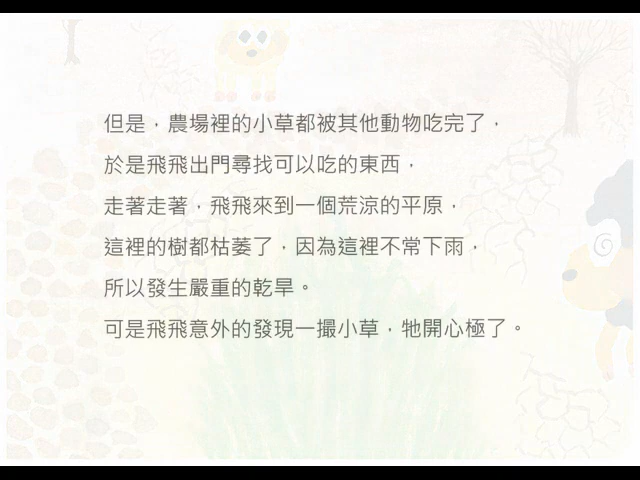 但是，農場裡的小草都被其他動物吃完了，
於是飛飛出門尋找可以吃的東西，
走著走著，飛飛來到一個荒涼的平原，
這裡的樹都枯萎了，因為這裡不常下雨，
所以發生嚴重的乾旱。
可是飛飛意外的發現一撮小草，牠開心極了。